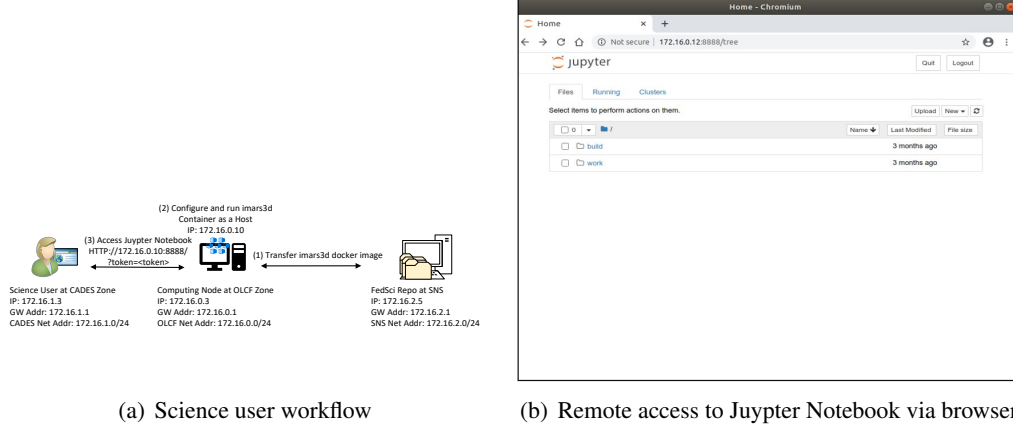 (2) Configure and run imars3d
Container as a Host
IP: 172.16.0.10
(3) Access Juypter Notebook
HTTP://172.16.0.10:8888/
?token=<token>
(1) Transfer imars3d docker image
Science User at CADES Zone
IP: 172.16.1.3
GW Addr: 172.16.1.1
CADES Net Addr: 172.16.1.0/24
Computing Node at OLCF Zone
IP: 172.16.0.3
GW Addr: 172.16.0.1
OLCF Net Addr: 172.16.0.0/24
FedSci Repo at SNS
IP: 172.16.2.5
GW Addr: 172.16.2.1
SNS Net Addr: 172.16.2.0/24
(a) Science user workflow
Home - Chromium
Home
Not secure | 172.16.0.12:8888/tree
jupyter
Quit Logout
Files Running Clusters
Select items to perform actions on them.
Upload New
0 / Name Last Modified File size
build 3 months ago
work 3 months ago
(b) Remote access to Juypter Notebook via browser